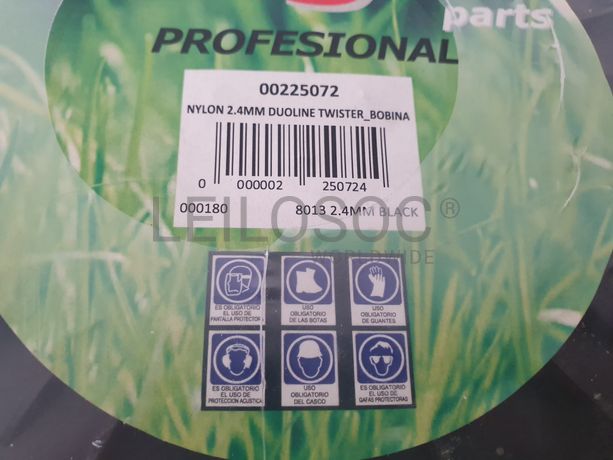 parts
PROFESIONAL
00225072
NYLON 2.4MM DUOLINE TWISTER_BOBINA
0 000002 250724
000180 8013 2.4MM BLACK
LEILOSOC®
WORLDWIDE
ES OBLIGATORIO
EL USO DE
PANTALLA PROTECTORA
USO
OBLIGATORIO
DE LAS BOTAS
USO
OBLIGATORIO
DE GUANTES
ES OBLIGATORIO
EL USO DE
PROTECCION ACUSTICA
USO
OBLIGATORIO
DEL CASCO
ES OBLIGATORIO
EL USO DE
GAFAS PROTECTORAS